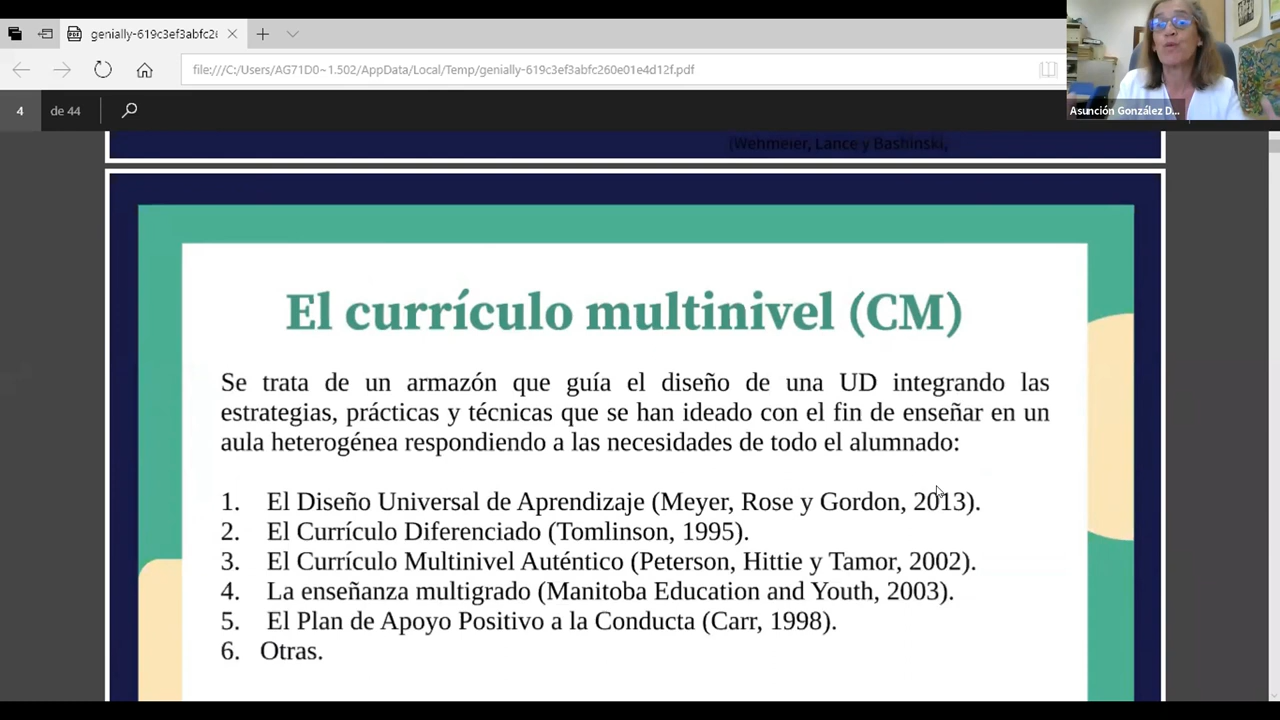 genially-619c3ef3abfc26
file:///C:/Users/AG71D0~1.502/AppData/Local/Temp/genially-619c3ef3abfc260e01e4d12f.pdf
4 de 44
Asunción González D...
(Wehmeier, Lance y Bashinski,
El currículo multinivel (CM)
Se trata de un armazón que guía el diseño de una UD integrando las
estrategias, prácticas y técnicas que se han ideado con el fin de enseñar en un
aula heterogénea respondiendo a las necesidades de todo el alumnado:
1. El Diseño Universal de Aprendizaje (Meyer, Rose y Gordon, 2013).
2. El Currículo Diferenciado (Tomlinson, 1995).
3. El Currículo Multinivel Auténtico (Peterson, Hittie y Tamor, 2002).
4. La enseñanza multigrado (Manitoba Education and Youth, 2003).
5. El Plan de Apoyo Positivo a la Conducta (Carr, 1998).
6. Otras.